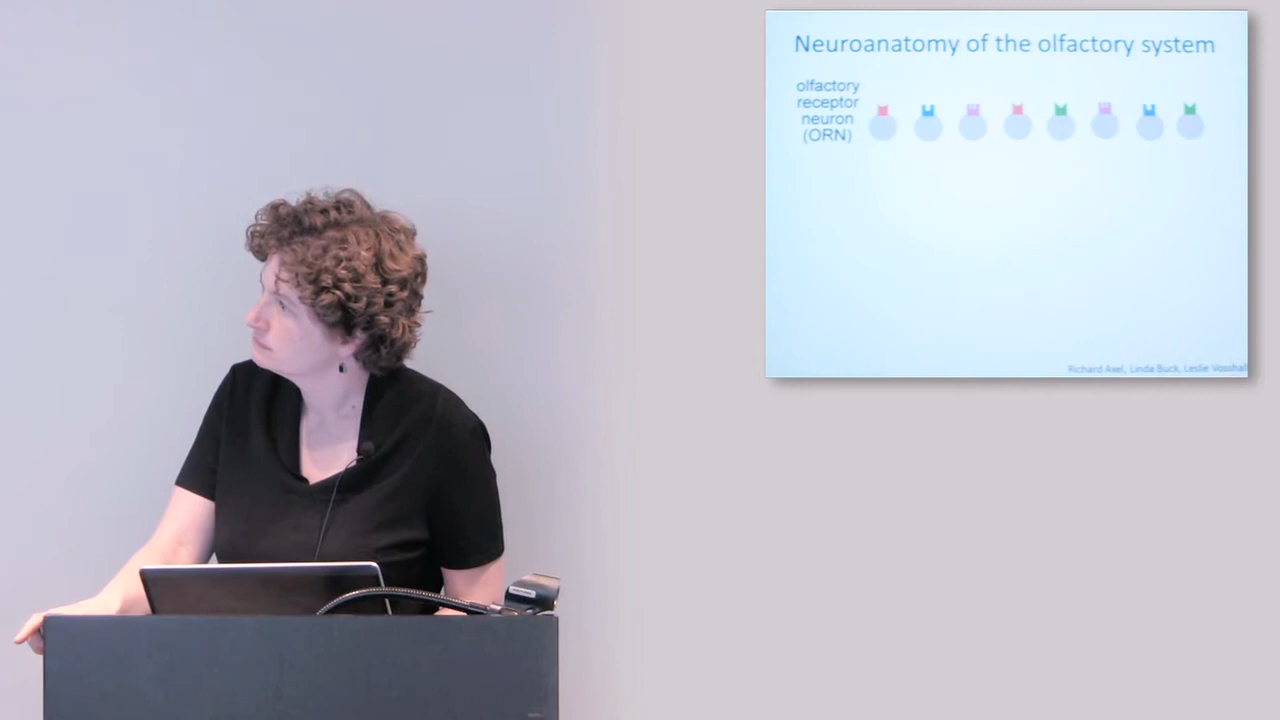 Neuroanatomy of the olfactory system
olfactory
receptor
neuron
(ORN)
Richard Axel, Linda Buck, Leslie Vosshall